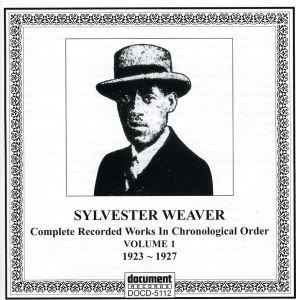 SYLVESTER WEAVER
Complete Recorded Works In Chronological Order
VOLUME 1
1923 ~ 1927
document
RECORDS
DOCD-5112